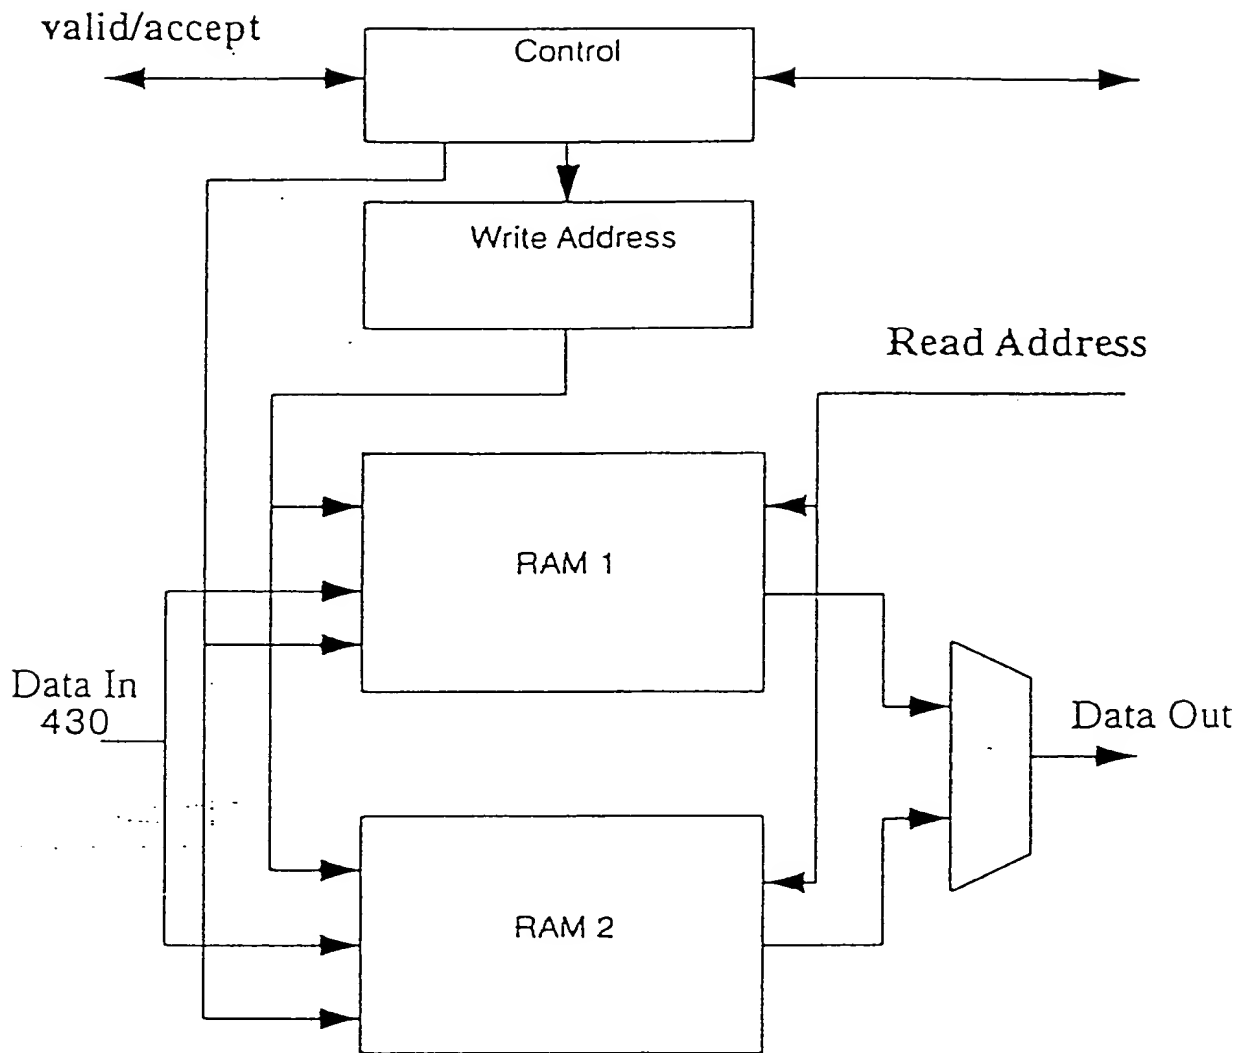 valid/accept
Control
Write Address
Read Address
RAM 1
Data In
430
Data Out
RAM 2